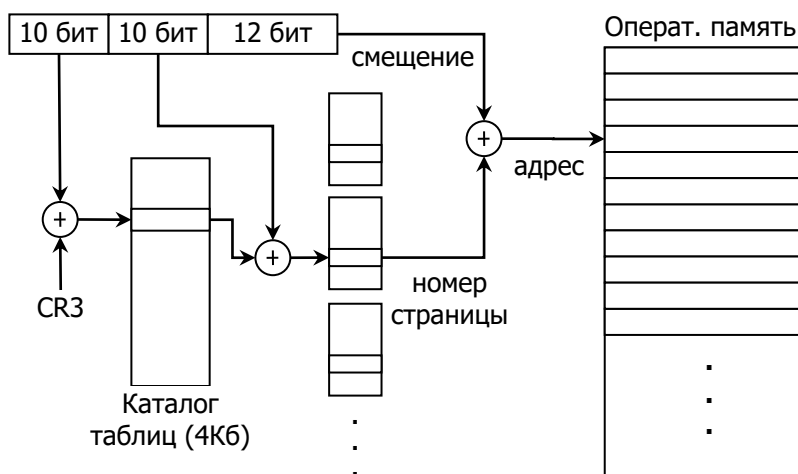 10 бит 10 бит 12 бит
Операт. память
смещение
+
адрес
+
+
CR3
номер
страницы
Каталог
таблиц (4Кб)